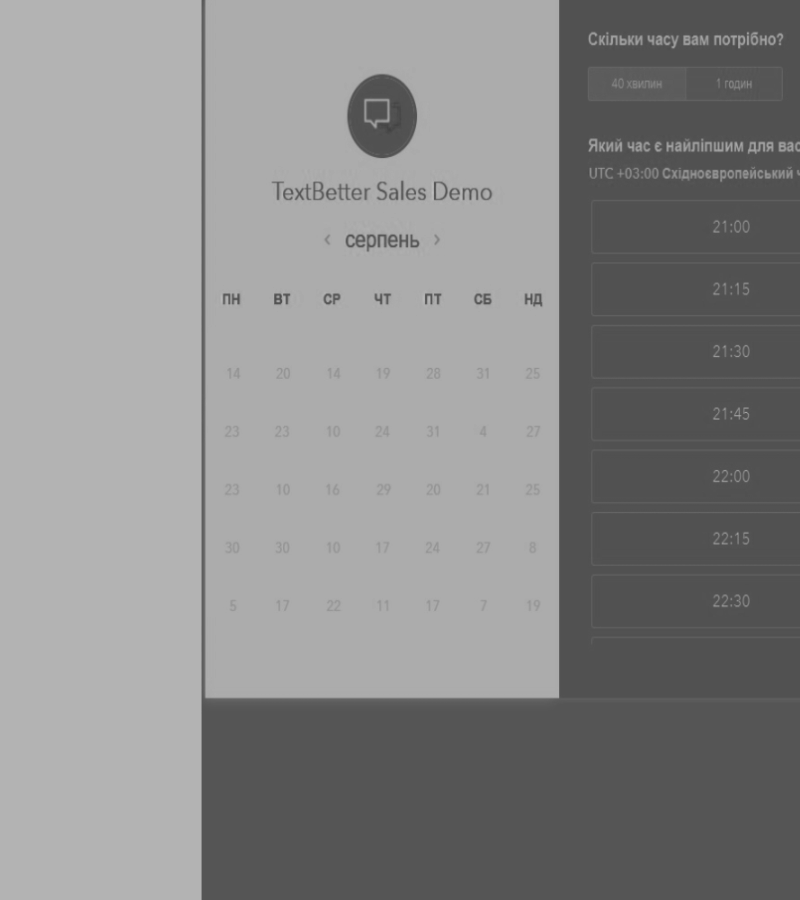 TextBetter Sales Demo
‹ серпень ›
ПН ВТ СР ЧТ ПТ СБ НД
14 20 14 19 28 31 25
23 23 10 24 31 4 27
23 10 16 29 20 21 25
30 30 10 17 24 27 8
5 17 22 11 17 7 19
Скільки часу вам потрібно?
40 хвилин 1 годин
Який час є найліпшим для вас
UTC +03:00 Східноєвропейський ч
21:00
21:15
21:30
21:45
22:00
22:15
22:30